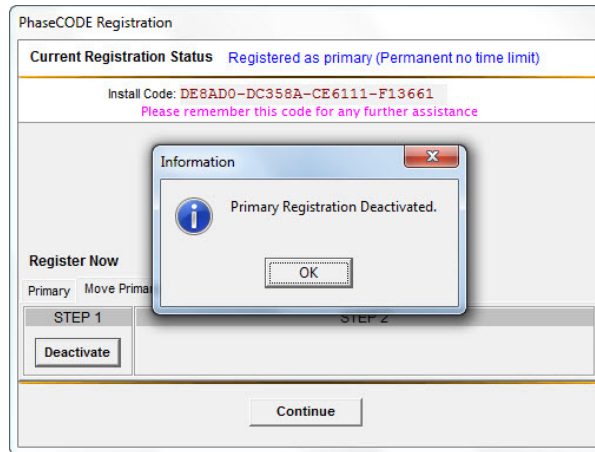 PhaseCODE Registration
Current Registration Status Registered as primary (Permanent no time limit)
Install Code: DE8AD0-DC358A-CE6111-F13661
Please remember this code for any further assistance
Information
Primary Registration Deactivated.
OK
Register Now
Primary Move Primar
STEP 1 STEP 2
Deactivate
Continue